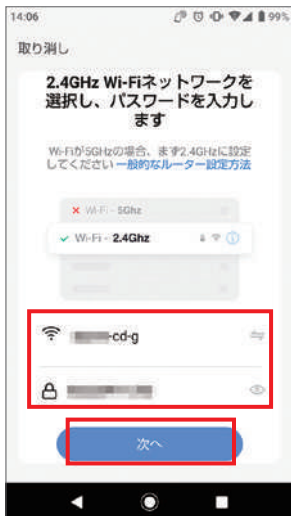 14:06
99%
取り消し
2.4GHz Wi-Fiネットワークを
選択し、パスワードを入力し
ます
Wi-Fiが5GHzの場合、まず2.4GHzに設定
してください 一般的なルーター設定方法
Wi-Fi - 5Ghz
Wi-Fi - 2.4Ghz
-cd-g
次へ